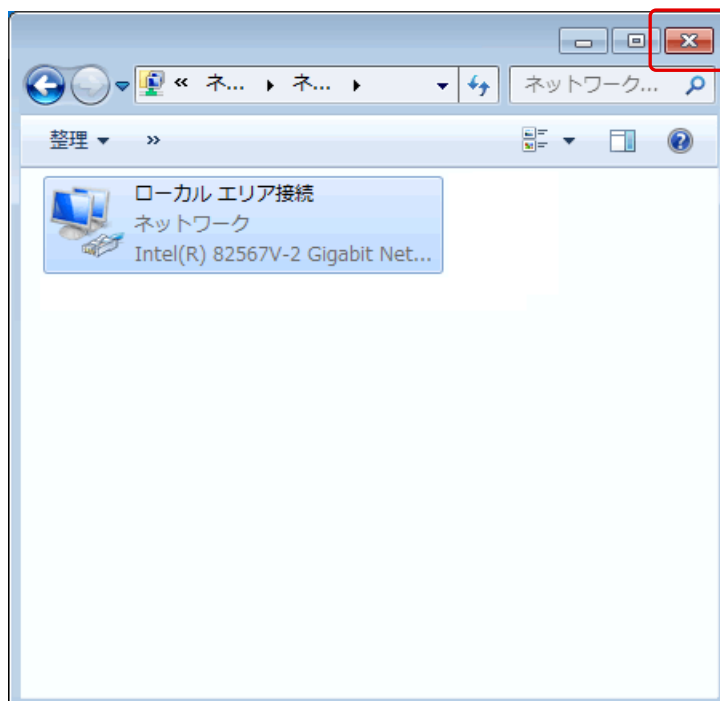 « ネ... ▸ ネ... ▸ ネットワーク...
整理 ▼ »
ローカル エリア接続
ネットワーク
Intel(R) 82567V-2 Gigabit Net...